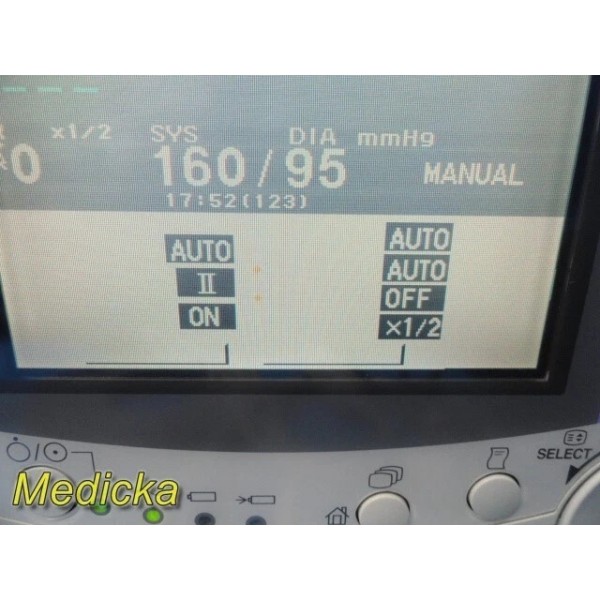 x1/2 SYS DIA mmHg
0 160/95 MANUAL
17:52(123)
AUTO AUTO
II AUTO
ON OFF
x1/2
SELECT
Medicka